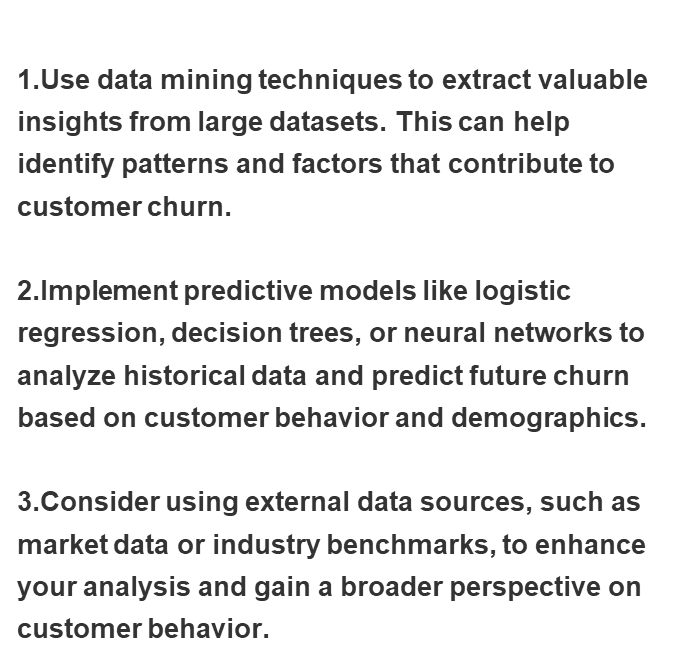 1.Use data mining techniques to extract valuable
insights from large datasets. This can help
identify patterns and factors that contribute to
customer churn.
2.Implement predictive models like logistic
regression, decision trees, or neural networks to
analyze historical data and predict future churn
based on customer behavior and demographics.
3.Consider using external data sources, such as
market data or industry benchmarks, to enhance
your analysis and gain a broader perspective on
customer behavior.